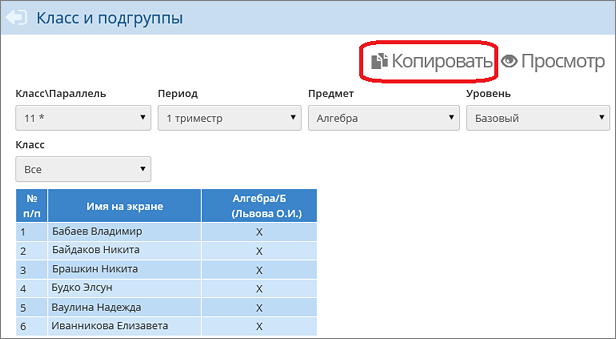 Класс и подгруппы
Копировать Просмотр
Класс\Параллель Период Предмет Уровень
11 * 1 триместр Алгебра Базовый
Класс
Все
№ п/п Имя на экране Алгебра/Б (Львова О.И.)
1 Бабаев Владимир X
2 Байдаков Никита X
3 Брашкин Никита X
4 Будко Элсун X
5 Ваулина Надежда X
6 Иванникова Елизавета X